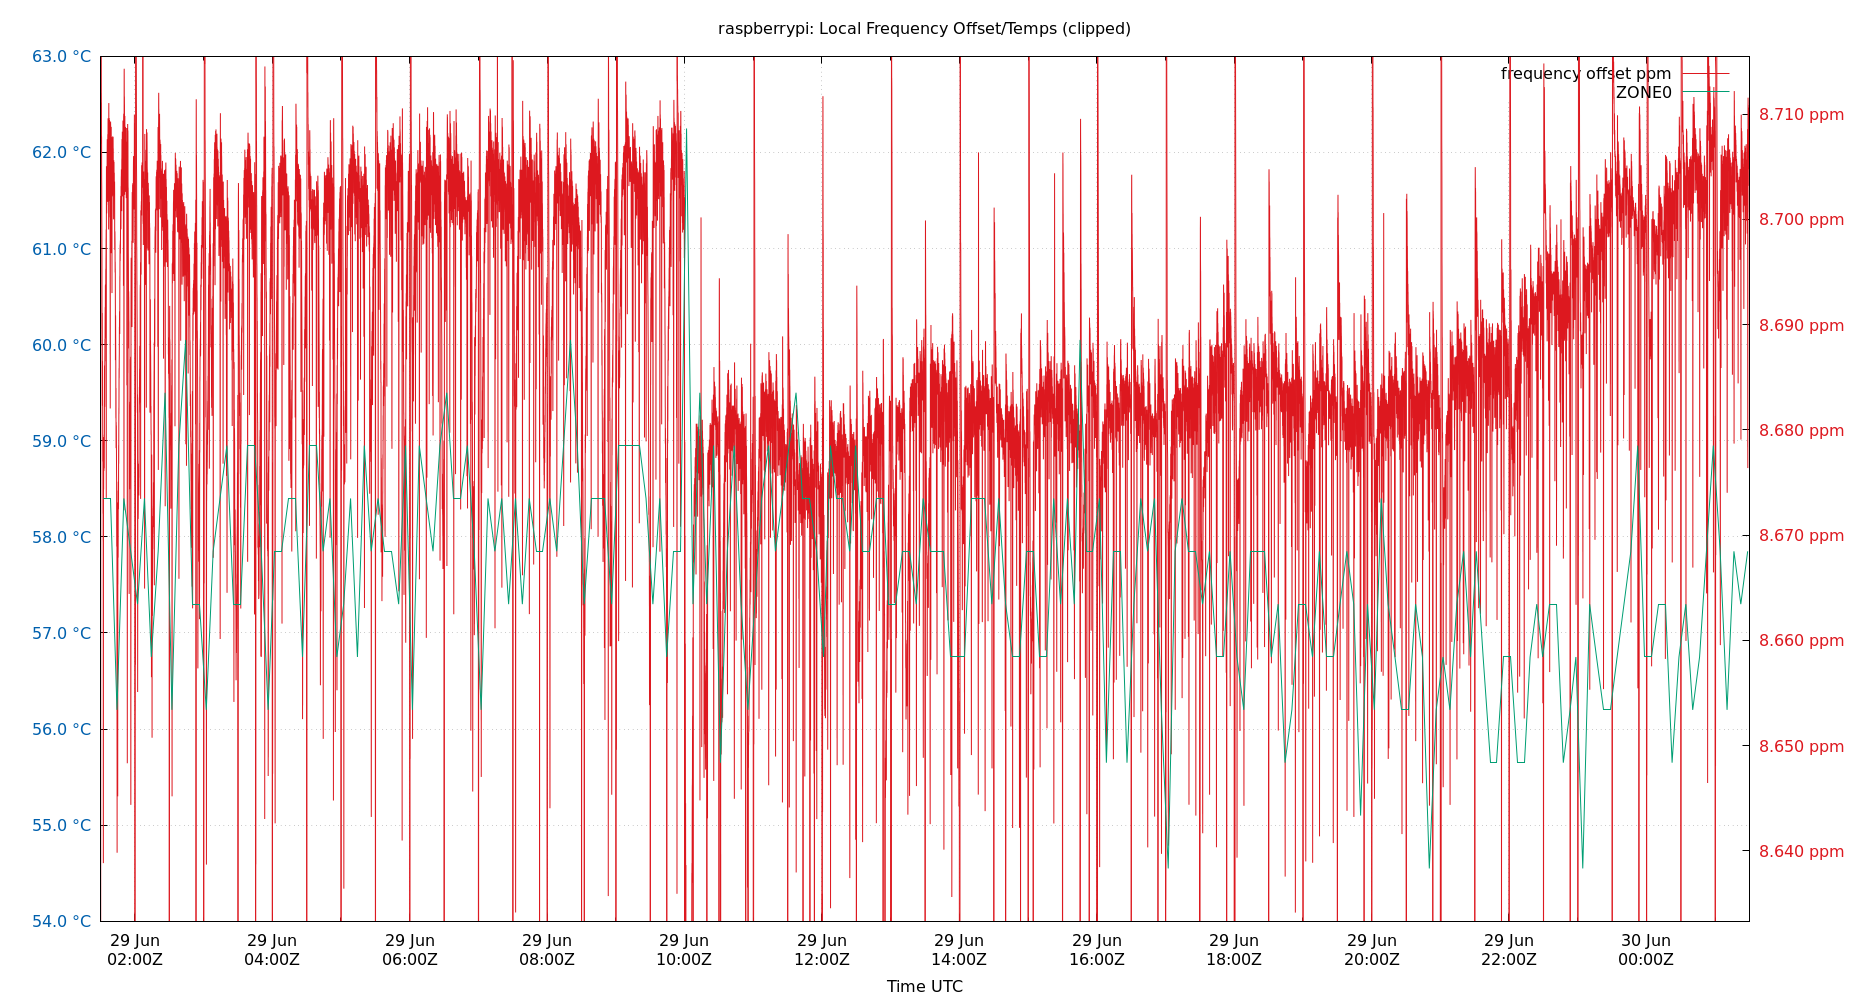 raspberrypi: Local Frequency Offset/Temps (clipped)
63.0 °C
62.0 °C
61.0 °C
60.0 °C
59.0 °C
58.0 °C
57.0 °C
56.0 °C
55.0 °C
54.0 °C
frequency offset ppm
ZONE0
8.710 ppm
8.700 ppm
8.690 ppm
8.680 ppm
8.670 ppm
8.660 ppm
8.650 ppm
8.640 ppm
29 Jun
02:00Z
29 Jun
04:00Z
29 Jun
06:00Z
29 Jun
08:00Z
29 Jun
10:00Z
29 Jun
12:00Z
29 Jun
14:00Z
29 Jun
16:00Z
29 Jun
18:00Z
29 Jun
20:00Z
29 Jun
22:00Z
30 Jun
00:00Z
Time UTC